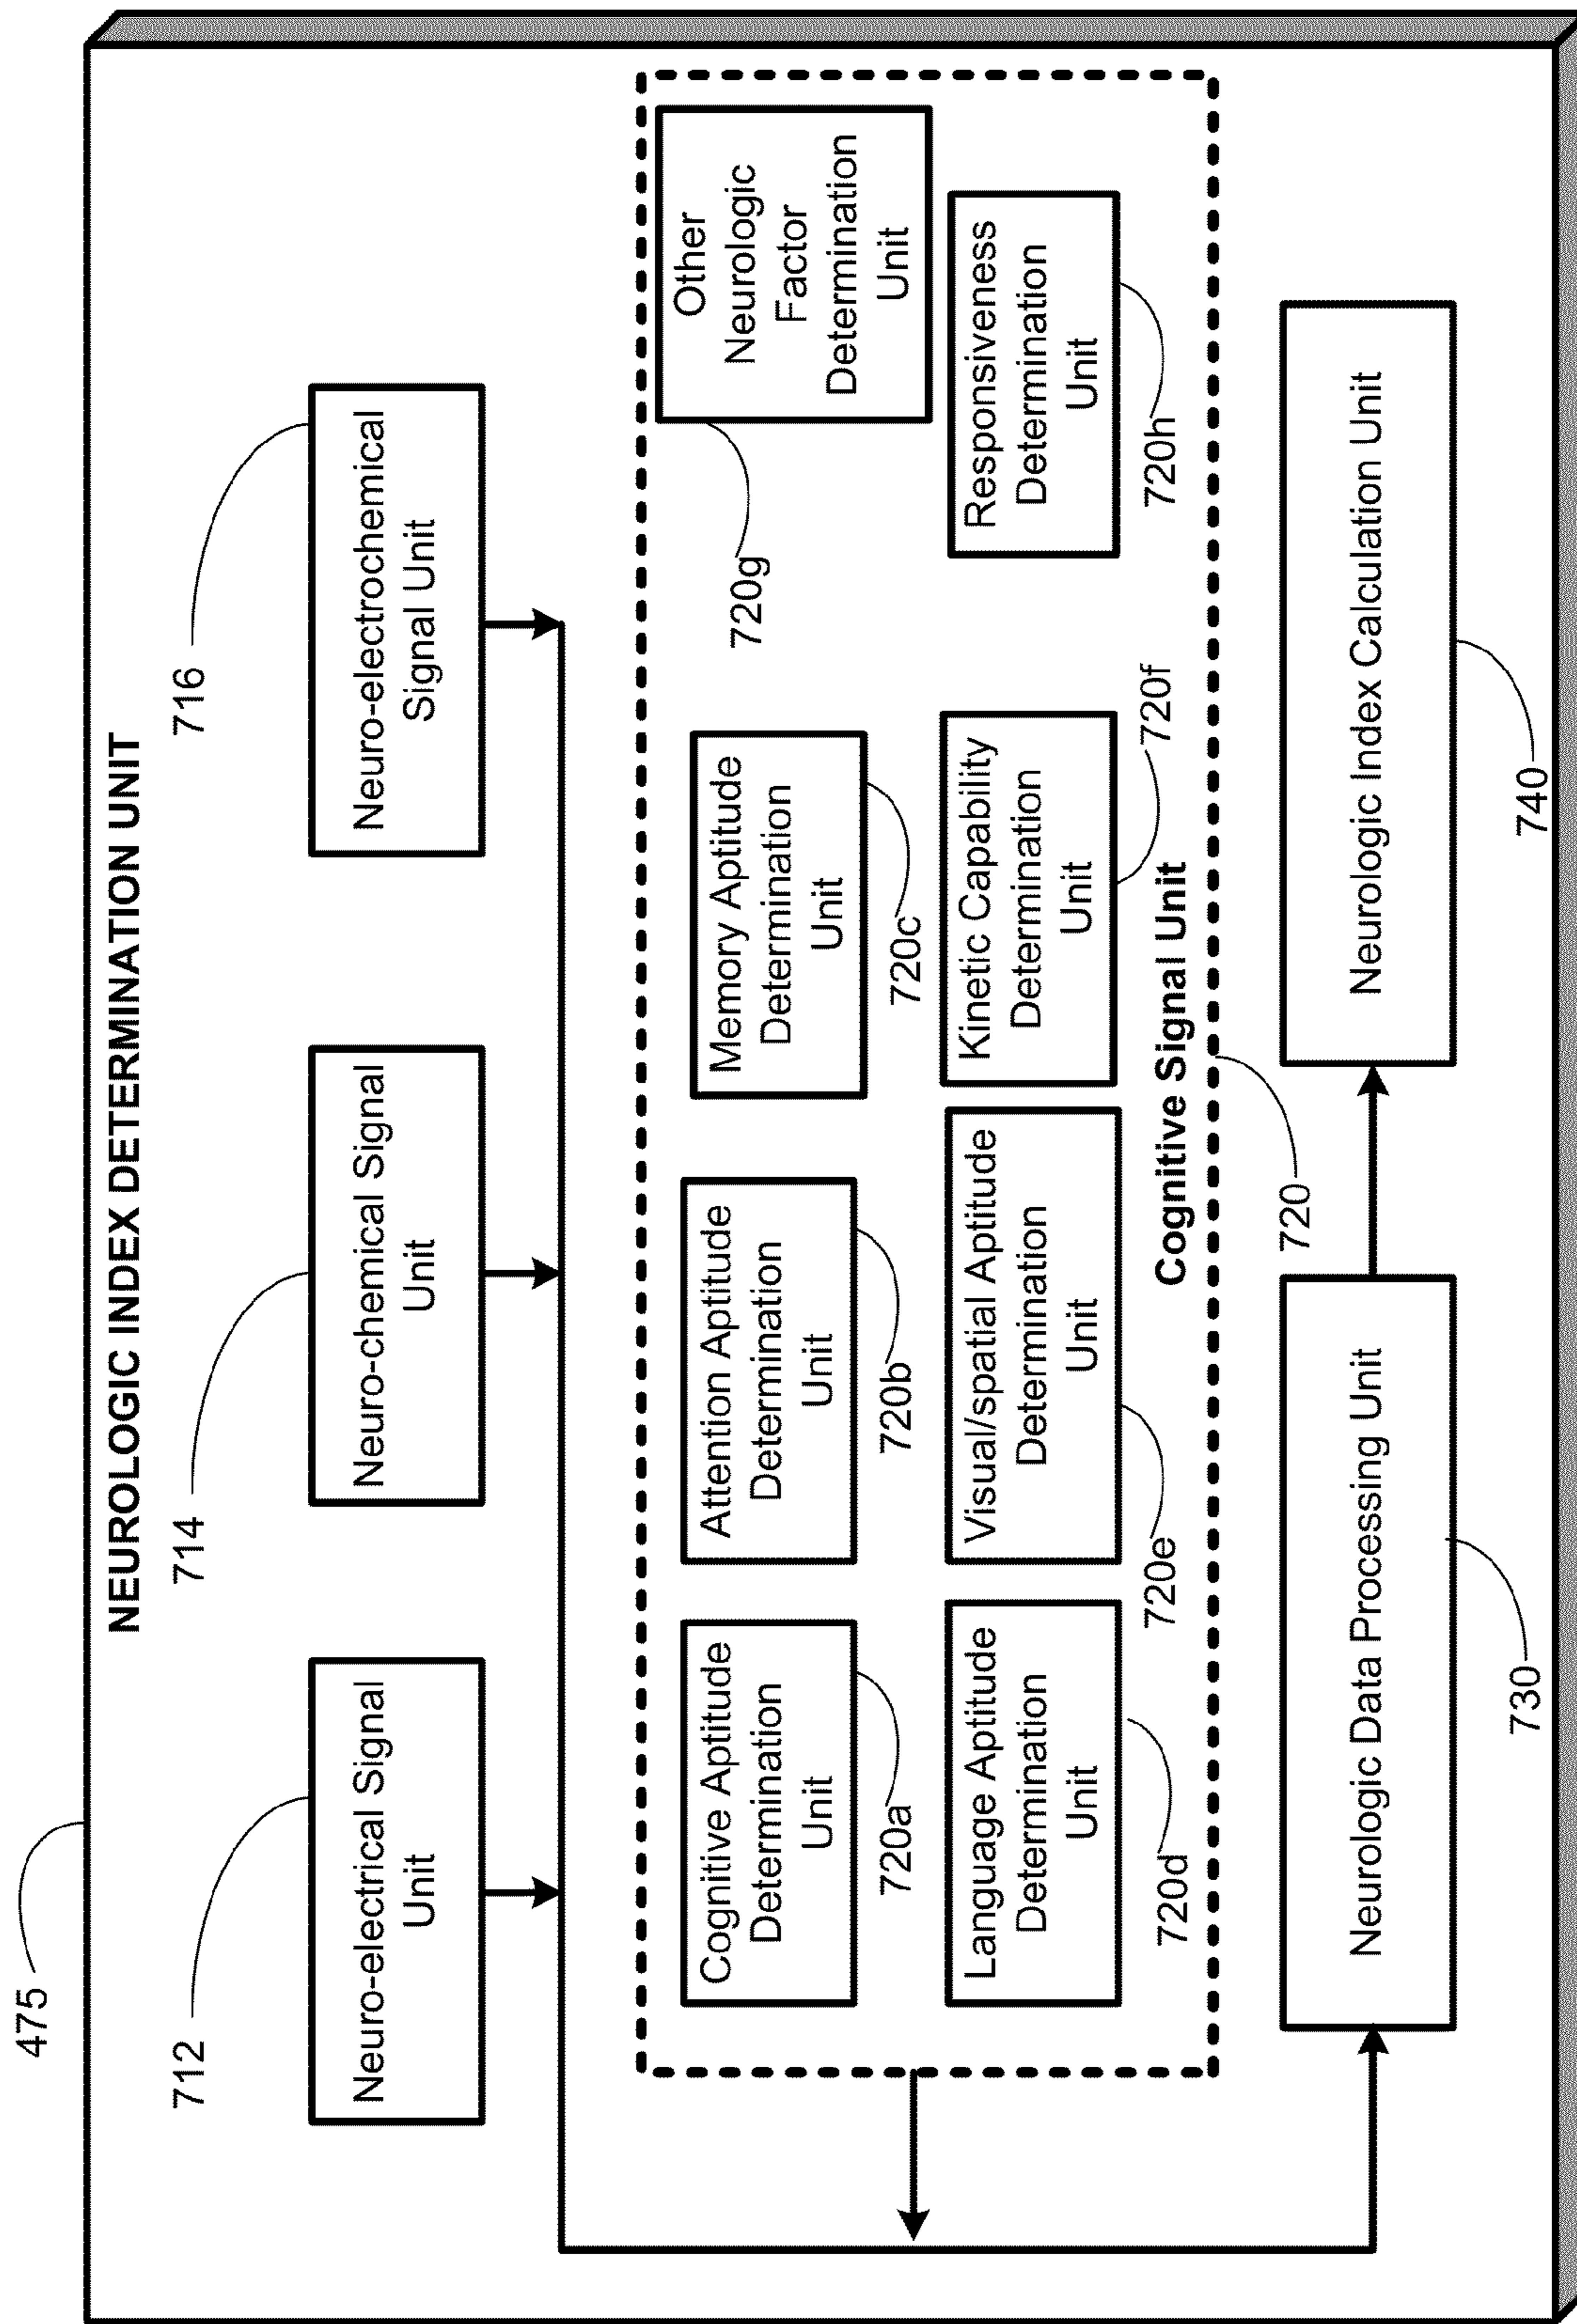 475
NEUROLOGIC INDEX DETERMINATION UNIT
712
714
716
Neuro-electrical Signal
Unit
Neuro-chemical Signal
Unit
Neuro-electrochemical
Signal Unit
Cognitive Aptitude
Determination
Unit
720a
Attention Aptitude
Determination
Unit
720b
Memory Aptitude
Determination
Unit
720c
Other
Neurologic
Factor
Determination
Unit
720g
Language Aptitude
Determination
Unit
720d
Visual/spatial Aptitude
Determination
Unit
720e
Kinetic Capability
Determination
Unit
720f
Responsiveness
Determination
Unit
720h
Cognitive Signal Unit
720
Neurologic Data Processing Unit
730
Neurologic Index Calculation Unit
740